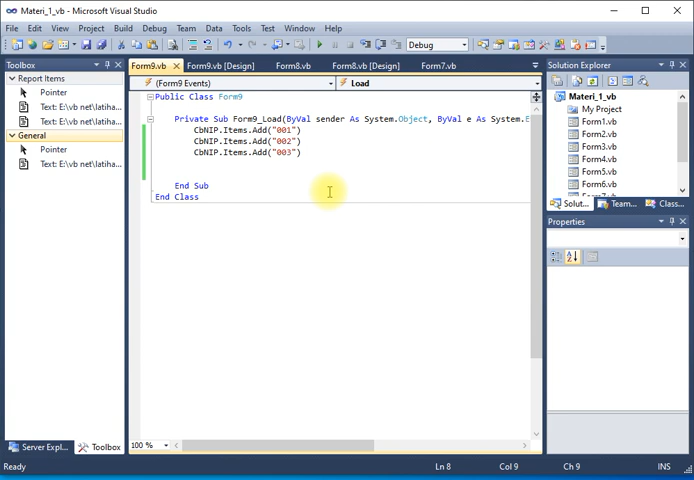 Materi_1_vb - Microsoft Visual Studio
File Edit View Project Build Debug Team Data Tools Test Window Help
Debug
Toolbox
Report Items
Pointer
Text: E:\vb net\latiha...
Text: E:\vb net\latiha...
General
Pointer
Text: E:\vb net\latiha...
Server Expl... Toolbox
Form9.vb Form9.vb [Design] Form8.vb Form8.vb [Design] Form7.vb
(Form9 Events) Load
Public Class Form9
Private Sub Form9_Load(ByVal sender As System.Object, ByVal e As System.E
CbNIP.Items.Add("001")
CbNIP.Items.Add("002")
CbNIP.Items.Add("003")
End Sub
End Class
100 %
Solution Explorer
Materi_1_vb
My Project
Form1.vb
Form2.vb
Form3.vb
Form4.vb
Form5.vb
Form6.vb
Solut... Team... Class...
Properties
Ready Ln 8 Col 9 Ch 9 INS